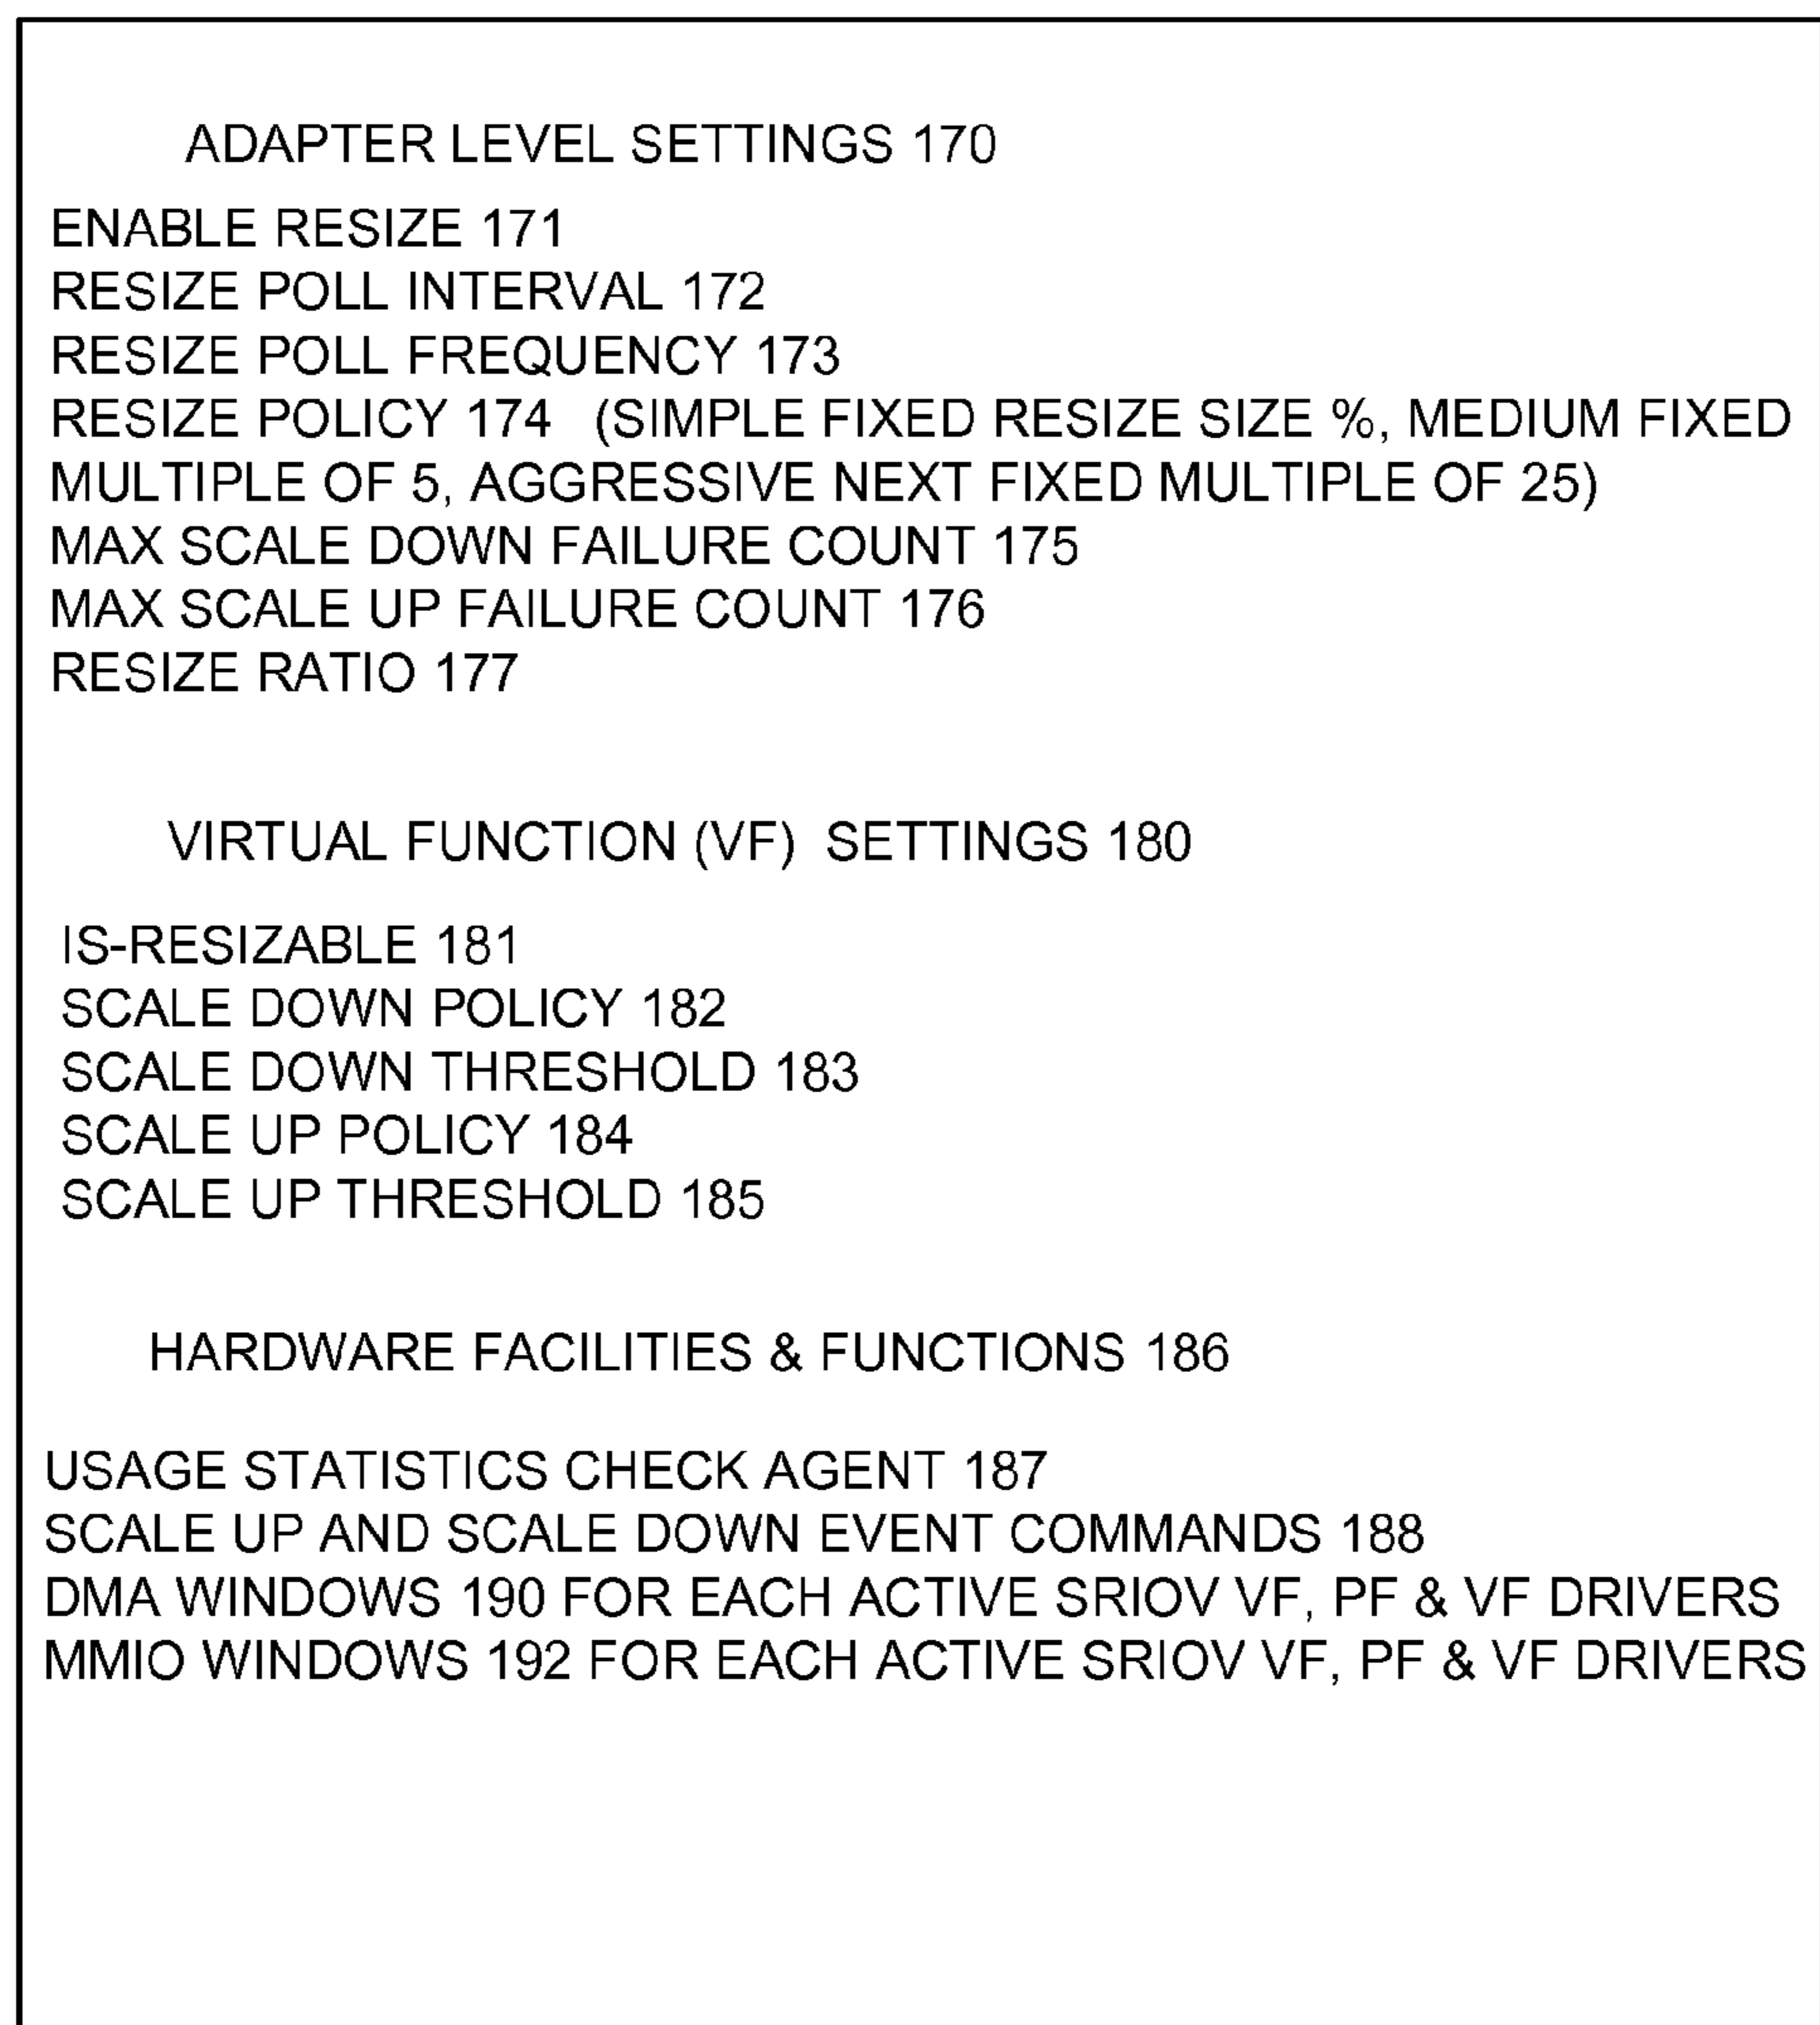 ADAPTER LEVEL SETTINGS 170
ENABLE RESIZE 171
RESIZE POLL INTERVAL 172
RESIZE POLL FREQUENCY 173
RESIZE POLICY 174 (SIMPLE FIXED RESIZE SIZE %, MEDIUM FIXED
MULTIPLE OF 5, AGGRESSIVE NEXT FIXED MULTIPLE OF 25)
MAX SCALE DOWN FAILURE COUNT 175
MAX SCALE UP FAILURE COUNT 176
RESIZE RATIO 177
VIRTUAL FUNCTION (VF) SETTINGS 180
IS-RESIZABLE 181
SCALE DOWN POLICY 182
SCALE DOWN THRESHOLD 183
SCALE UP POLICY 184
SCALE UP THRESHOLD 185
HARDWARE FACILITIES & FUNCTIONS 186
USAGE STATISTICS CHECK AGENT 187
SCALE UP AND SCALE DOWN EVENT COMMANDS 188
DMA WINDOWS 190 FOR EACH ACTIVE SRIOV VF, PF & VF DRIVERS
MMIO WINDOWS 192 FOR EACH ACTIVE SRIOV VF, PF & VF DRIVERS